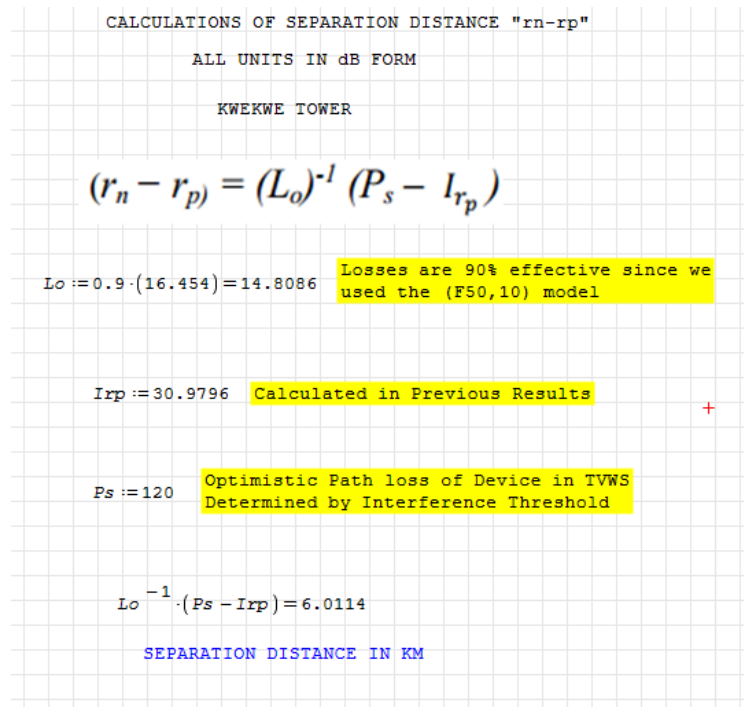 CALCULATIONS OF SEPARATION DISTANCE "rn-rp"
ALL UNITS IN dB FORM
KWEKWE TOWER
(rₙ − rₚ) = (Lₒ)⁻¹ (Pₛ − I_rₚ)
Lo := 0.9·(16.454) = 14.8086
Losses are 90% effective since we
used the (F50,10) model
Irp := 30.9796 Calculated in Previous Results
Ps := 120
Optimistic Path loss of Device in TVWS
Determined by Interference Threshold
Lo⁻¹·(Ps − Irp) = 6.0114
SEPARATION DISTANCE IN KM